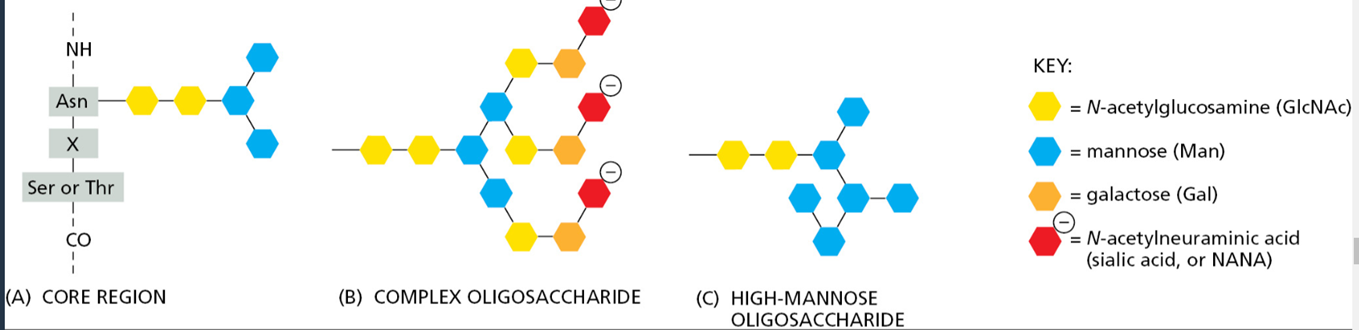 NH
Asn
X
Ser or Thr
CO
(A) CORE REGION
−
−
−
(B) COMPLEX OLIGOSACCHARIDE
(C) HIGH-MANNOSE
OLIGOSACCHARIDE
KEY:
= N-acetylglucosamine (GlcNAc)
= mannose (Man)
= galactose (Gal)
−
= N-acetylneuraminic acid
(sialic acid, or NANA)